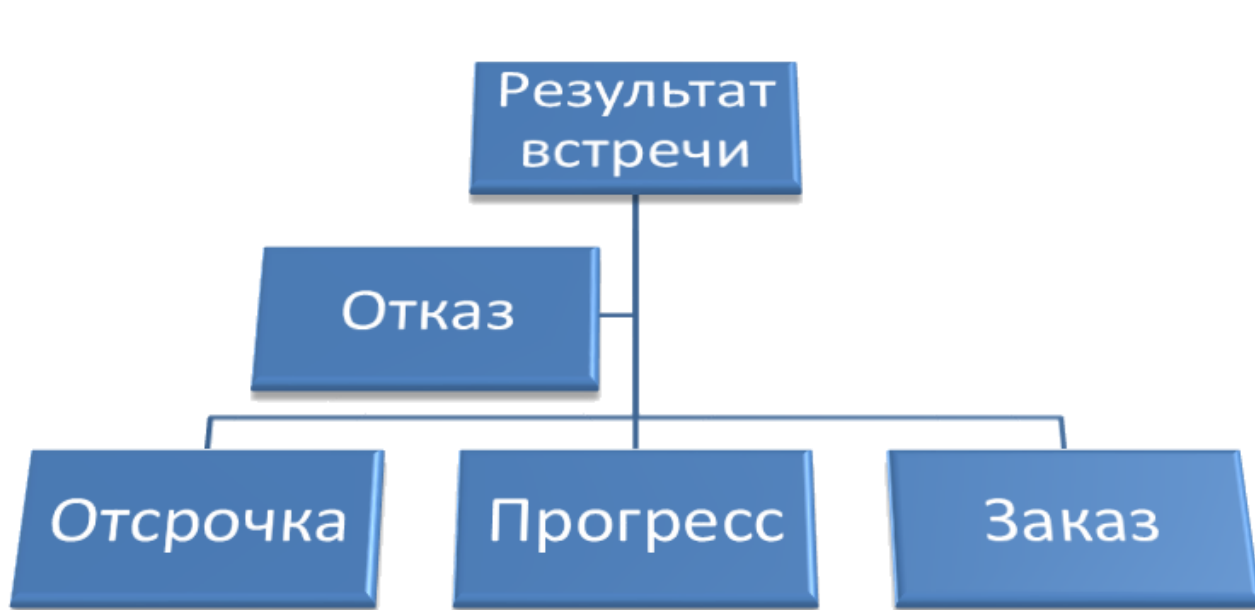 Результат
встречи
Отказ
Отсрочка
Прогресс
Заказ